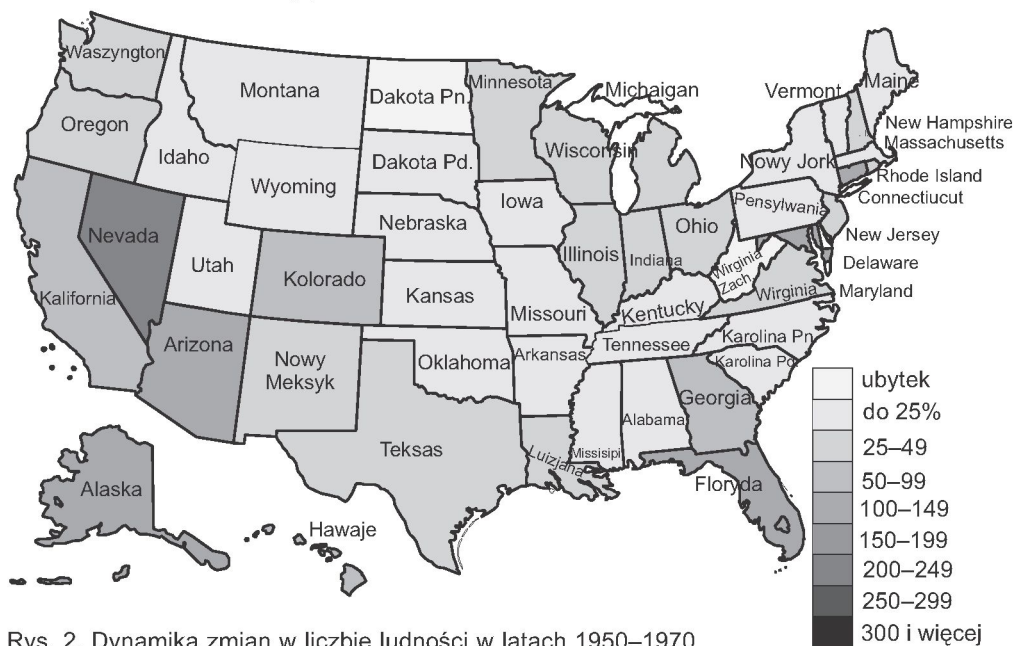 Waszyngton
Montana
Dakota Pn.
Minnesota
Michaigan
Vermont
Maine
Oregon
Idaho
Wyoming
Dakota Pd.
Wisconsin
Nowy Jork
New Hampshire
Massachusetts
Rhode Island
Connectiucut
Iowa
Nebraska
Pensylwania
Nevada
Utah
Kolorado
Illinois
Indiana
Ohio
New Jersey
Delaware
Maryland
Wirginia
Zach.
Wirginia
Kalifornia
Kansas
Missouri
Kentucky
Arizona
Nowy
Meksyk
Oklahoma
Arkansas
Tennessee
Karolina Pn.
Karolina Pd.
Teksas
Luizjana
Missisipi
Alabama
Georgia
Floryda
Alaska
Hawaje
ubytek
do 25%
25–49
50–99
100–149
150–199
200–249
250–299
300 i więcej
Rys. 2. Dynamika zmian w liczbie ludności w latach 1950–1970